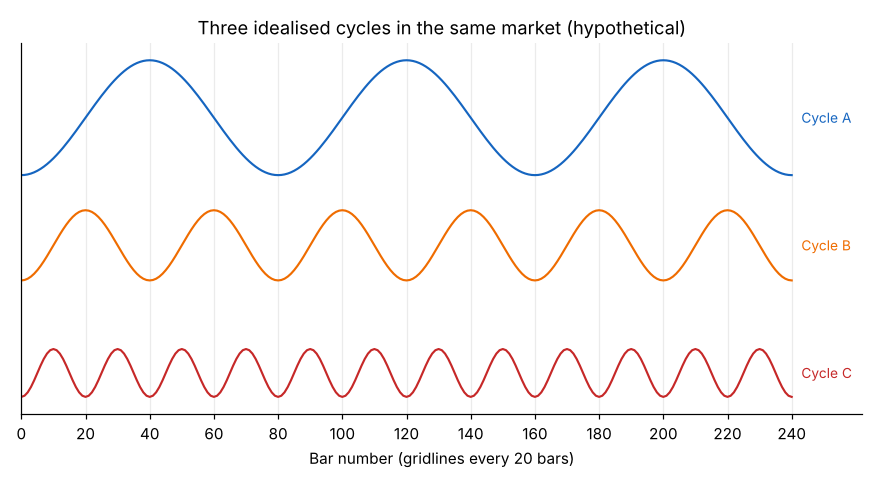 Three idealised cycles in the same market (hypothetical)
Cycle A
Cycle B
Cycle C
0 20 40 60 80 100 120 140 160 180 200 220 240
Bar number (gridlines every 20 bars)